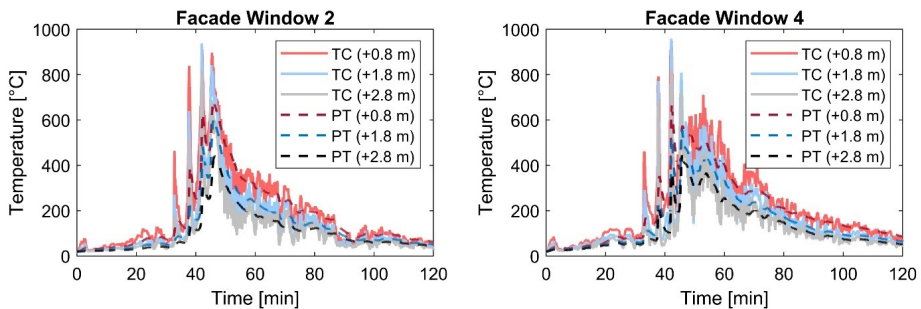 Facade Window 2
1000
800
600
400
200
0
Temperature [°C]
TC (+0.8 m)
TC (+1.8 m)
TC (+2.8 m)
PT (+0.8 m)
PT (+1.8 m)
PT (+2.8 m)
0 20 40 60 80 100 120
Time [min]
Facade Window 4
1000
800
600
400
200
0
Temperature [°C]
TC (+0.8 m)
TC (+1.8 m)
TC (+2.8 m)
PT (+0.8 m)
PT (+1.8 m)
PT (+2.8 m)
0 20 40 60 80 100 120
Time [min]